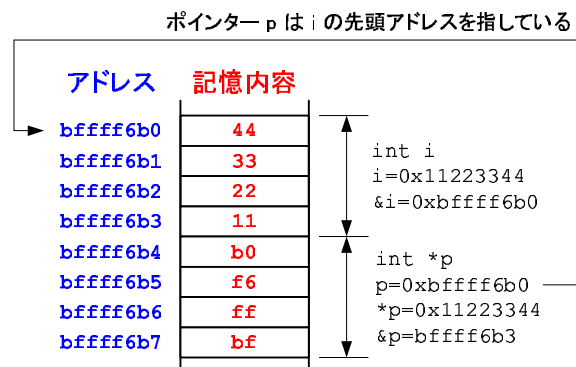 ポインター p は i の先頭アドレスを指している
アドレス 記憶内容
bffff6b0 44
bffff6b1 33
bffff6b2 22
bffff6b3 11
bffff6b4 b0
bffff6b5 f6
bffff6b6 ff
bffff6b7 bf
int i
i=0x11223344
&i=0xbffff6b0
int *p
p=0xbffff6b0
*p=0x11223344
&p=bffff6b3